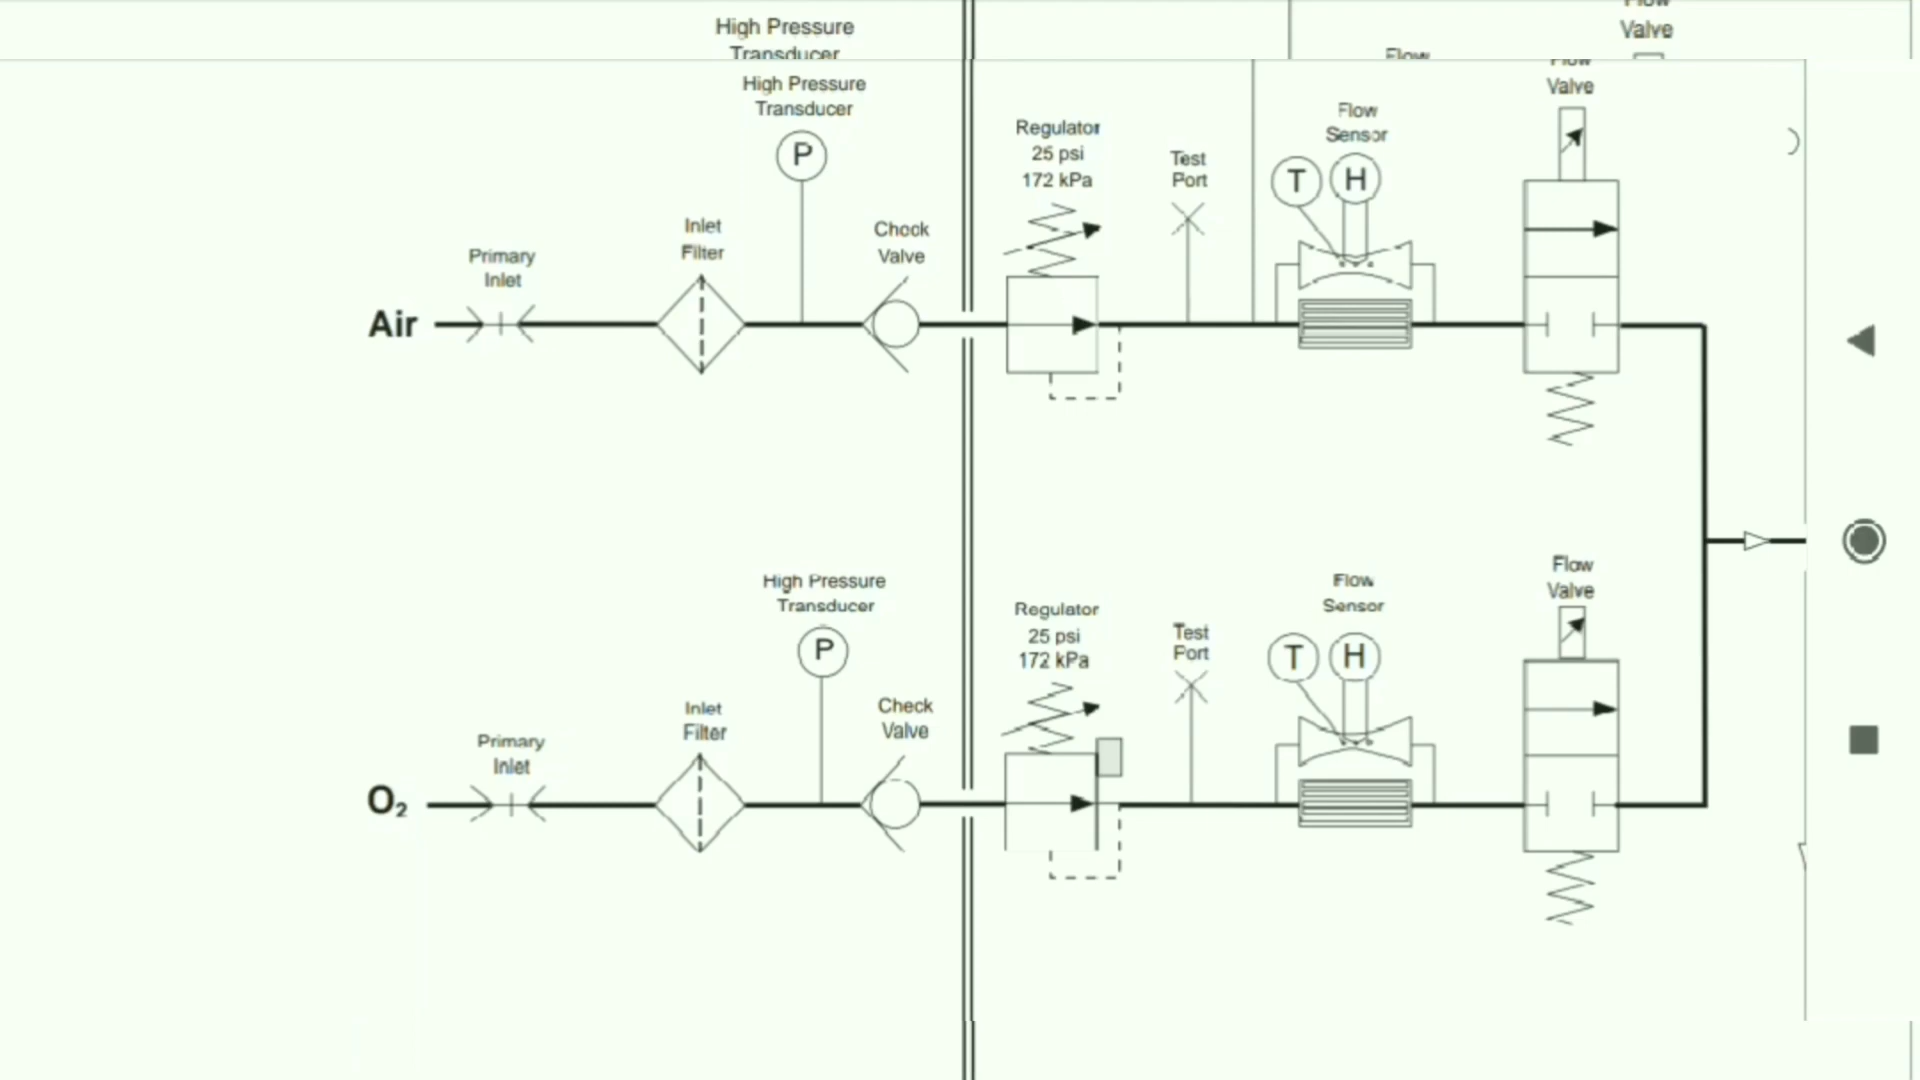 High Pressure
Transducer
Flow
Valve
Flow
High Pressure
Transducer
P
Regulator
25 psi
172 kPa
Test
Port
Flow
Sensor
T
H
Flow
Valve
Primary
Inlet
Inlet
Filter
Check
Valve
Air
High Pressure
Transducer
P
Regulator
25 psi
172 kPa
Test
Port
Flow
Sensor
T
H
Flow
Valve
Primary
Inlet
Inlet
Filter
Check
Valve
O₂